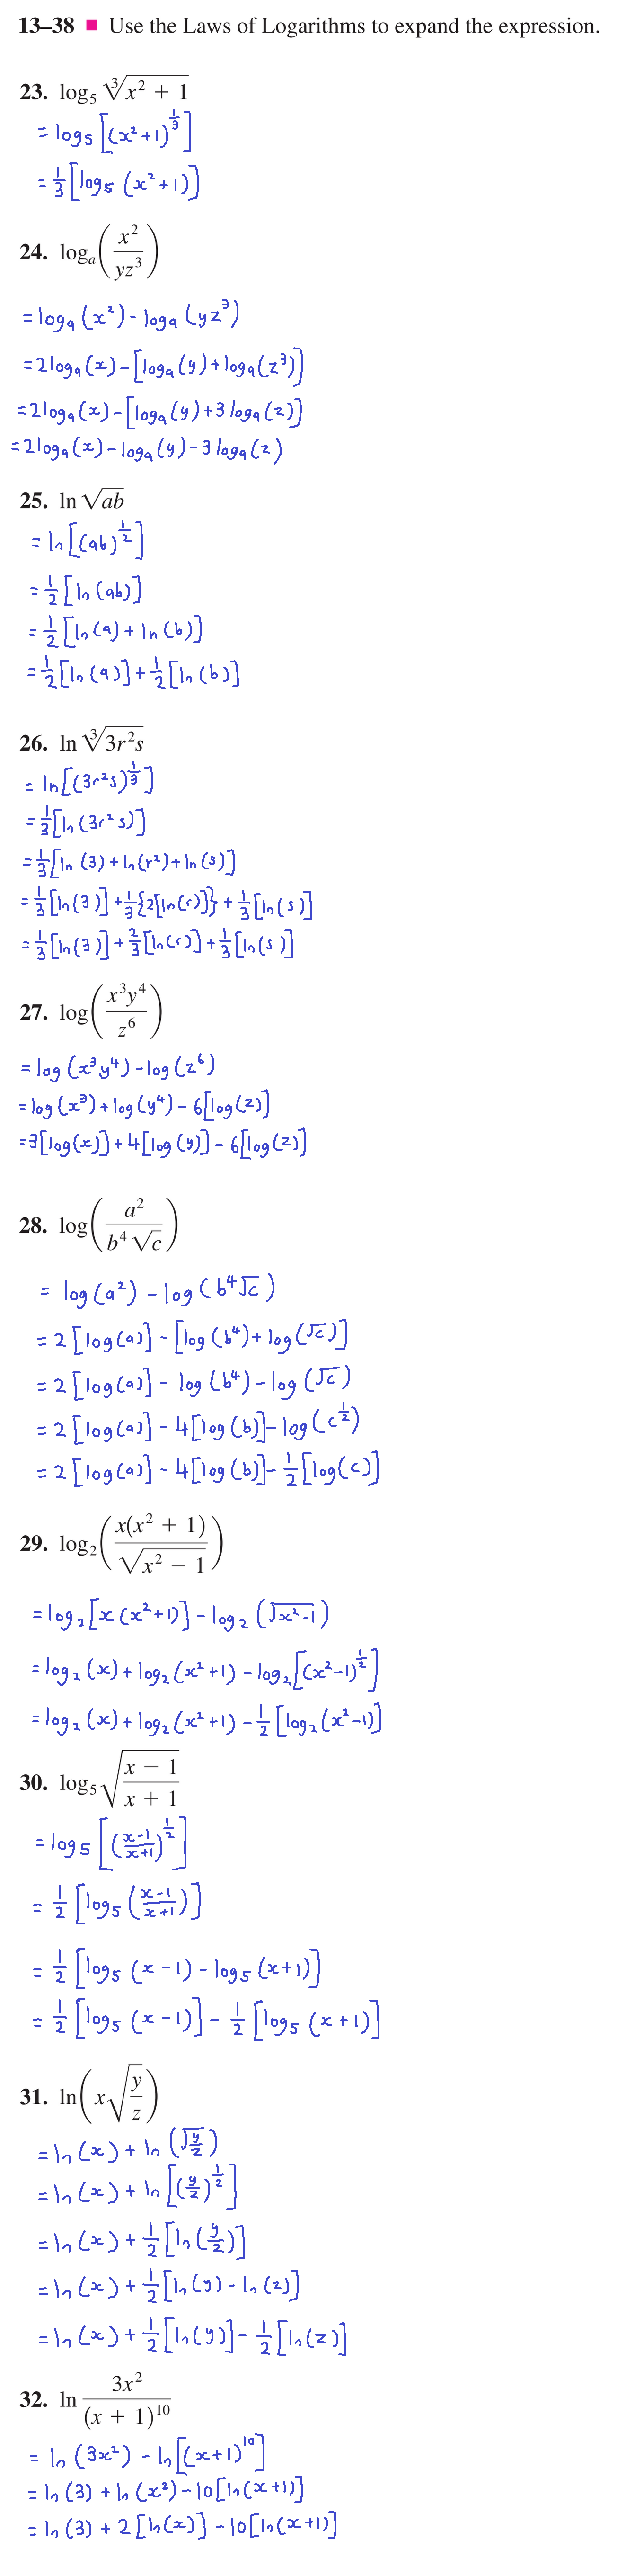 13–38 ■ Use the Laws of Logarithms to expand the expression.
23. log₅ ∛(x² + 1)
= log₅ [(x²+1)^(1/3)]
= 1/3 [log₅ (x²+1)]
24. logₐ (x² / yz³)
= logₐ (x²) - logₐ (yz³)
= 2logₐ (x) - [logₐ (y) + logₐ (z³)]
= 2logₐ (x) - [logₐ (y) + 3 logₐ (z)]
= 2logₐ (x) - logₐ (y) - 3 logₐ (z)
25. ln √(ab)
= ln [(ab)^(1/2)]
= 1/2 [ln (ab)]
= 1/2 [ln (a) + ln (b)]
= 1/2 [ln (a)] + 1/2 [ln (b)]
26. ln ∛(3r²s)
= ln [(3r²s)^(1/3)]
= 1/3 [ln (3r²s)]
= 1/3 [ln (3) + ln (r²) + ln (s)]
= 1/3 [ln (3)] + 1/3 {2[ln (r)]} + 1/3 [ln (s)]
= 1/3 [ln (3)] + 2/3 [ln (r)] + 1/3 [ln (s)]
27. log (x³y⁴ / z⁶)
= log (x³y⁴) - log (z⁶)
= log (x³) + log (y⁴) - 6[log (z)]
= 3[log (x)] + 4[log (y)] - 6[log (z)]
28. log (a² / b⁴√c)
= log (a²) - log (b⁴√c)
= 2 [log (a)] - [log (b⁴) + log (√c)]
= 2 [log (a)] - log (b⁴) - log (√c)
= 2 [log (a)] - 4[log (b)] - log (c^(1/2))
= 2 [log (a)] - 4[log (b)] - 1/2 [log (c)]
29. log₂ (x(x² + 1) / √(x² − 1))
= log₂ [x (x²+1)] - log₂ (√(x²-1))
= log₂ (x) + log₂ (x²+1) - log₂ [(x²-1)^(1/2)]
= log₂ (x) + log₂ (x²+1) - 1/2 [log₂ (x²-1)]
30. log₅ √((x − 1) / (x + 1))
= log₅ [((x-1)/(x+1))^(1/2)]
= 1/2 [log₅ ((x-1)/(x+1))]
= 1/2 [log₅ (x-1) - log₅ (x+1)]
= 1/2 [log₅ (x-1)] - 1/2 [log₅ (x+1)]
31. ln (x √(y/z))
= ln (x) + ln (√(y/z))
= ln (x) + ln [(y/z)^(1/2)]
= ln (x) + 1/2 [ln (y/z)]
= ln (x) + 1/2 [ln (y) - ln (z)]
= ln (x) + 1/2 [ln (y)] - 1/2 [ln (z)]
32. ln 3x² / (x + 1)¹⁰
= ln (3x²) - ln [(x+1)¹⁰]
= ln (3) + ln (x²) - 10 [ln (x+1)]
= ln (3) + 2 [ln (x)] - 10 [ln (x+1)]